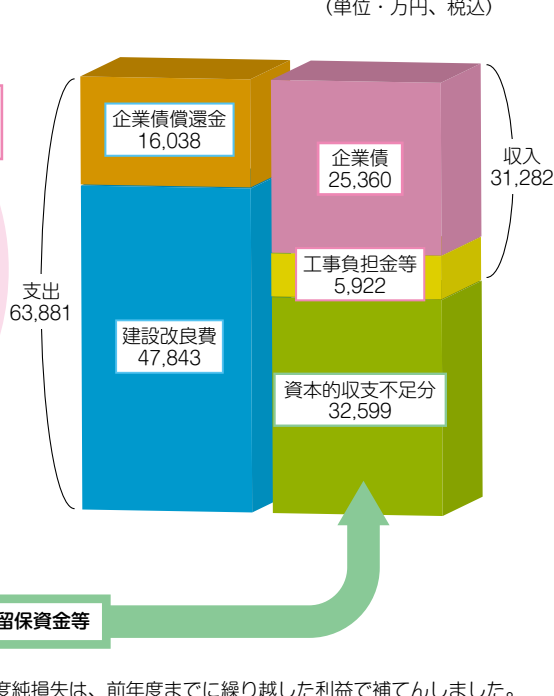 (単位・万円、税込)
企業債償還金
16,038
企業債
25,360
収入
31,282
工事負担金等
5,922
支出
63,881
建設改良費
47,843
資本的収支不足分
32,599
留保資金等
度純損失は、前年度までに繰り越した利益で補てんしました。